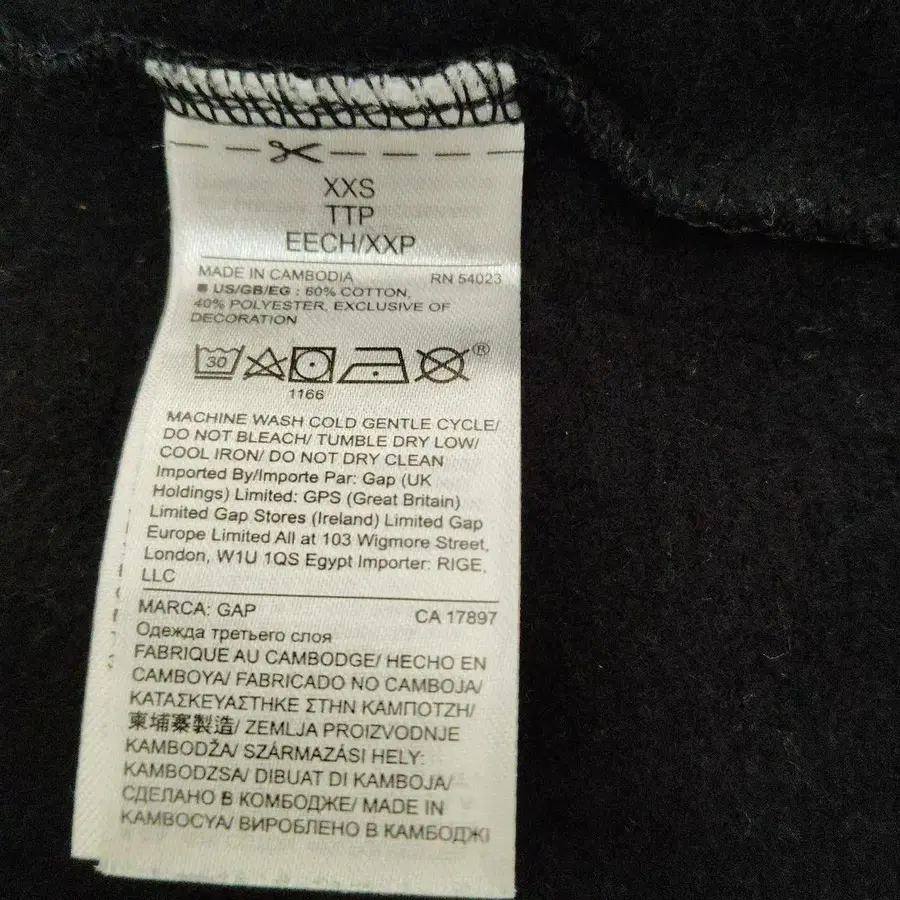 XXS
TTP
EECH/XXP
MADE IN CAMBODIA RN 54023
■ US/GB/EG : 60% COTTON,
40% POLYESTER, EXCLUSIVE OF
DECORATION
30 ®
1166
MACHINE WASH COLD GENTLE CYCLE/
DO NOT BLEACH/ TUMBLE DRY LOW/
COOL IRON/ DO NOT DRY CLEAN
Imported By/Importe Par: Gap (UK
Holdings) Limited: GPS (Great Britain)
Limited Gap Stores (Ireland) Limited Gap
Europe Limited All at 103 Wigmore Street,
London, W1U 1QS Egypt Importer: RIGE,
LLC
MARCA: GAP CA 17897
Одежда третьего слоя
FABRIQUE AU CAMBODGE/ HECHO EN
CAMBOYA/ FABRICADO NO CAMBOJA/
ΚΑΤΑΣΚΕΥΑΣΤΗΚΕ ΣΤΗΝ ΚΑΜΠΟΤΖΗ/
柬埔寨製造/ ZEMLJA PROIZVODNJE
KAMBODŽA/ SZÁRMAZÁSI HELY:
KAMBODZSA/ DIBUAT DI KAMBOJA/
СДЕЛАНО В КОМБОДЖЕ/ MADE IN
KAMBOCYA/ ВИРОБЛЕНО В КАМБОДЖІ